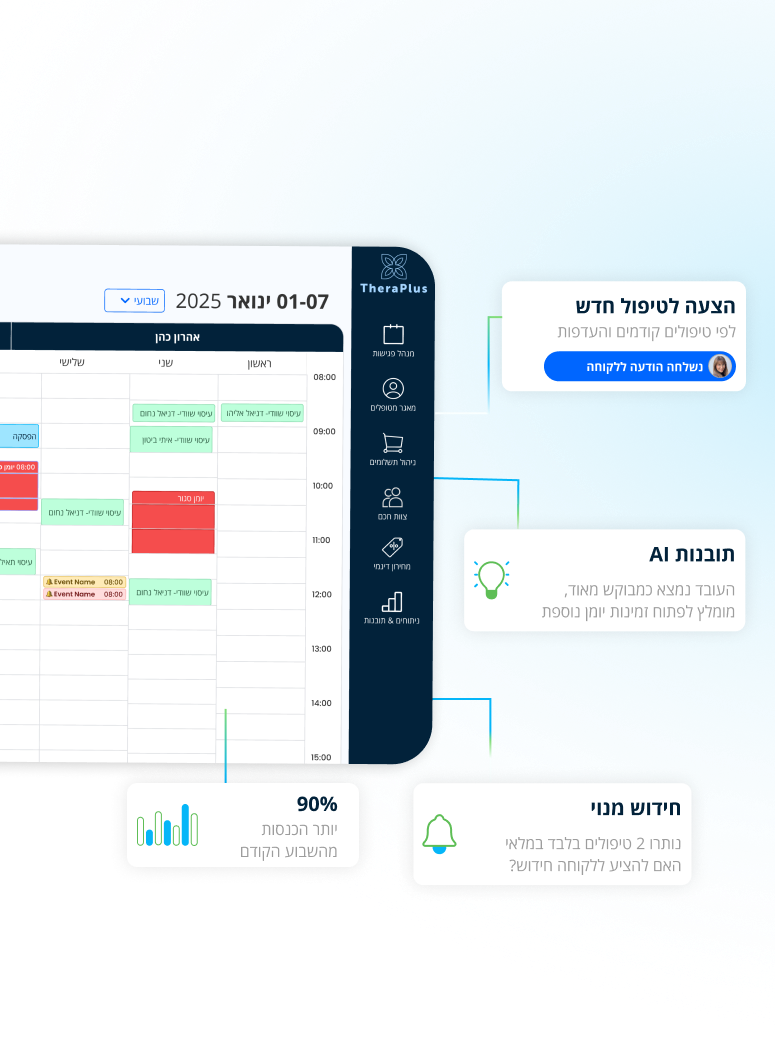 TheraPlus
מנהל פגישות
מאגר מטופלים
ניהול תשלומים
צוות חכם
מחירון דינמי
ניתוחים & תובנות
01-07 ינואר 2025
שבועי
אהרון כהן
ראשון
שני
שלישי
08:00
עיסוי שוודי- דניאל אליהו
עיסוי שוודי- דניאל נחום
09:00
עיסוי שוודי- איתי ביטון
הפסקה
08:00 יומן
10:00
יומן סגור
עיסוי שוודי- דניאל נחום
11:00
עיסוי
Event Name 08:00
Event Name 08:00
עיסוי שוודי- דניאל נחום
12:00
13:00
14:00
15:00
הצעה לטיפול חדש
לפי טיפולים קודמים והעדפות
נשלחה הודעה ללקוחה
תובנות AI
העובד נמצא כמבוקש מאוד,
מומלץ לפתוח זמינות יומן נוספת
חידוש מנוי
נותרו 2 טיפולים בלבד במלאי
האם להציע ללקוחה חידוש?
90%
יותר הכנסות
מהשבוע הקודם